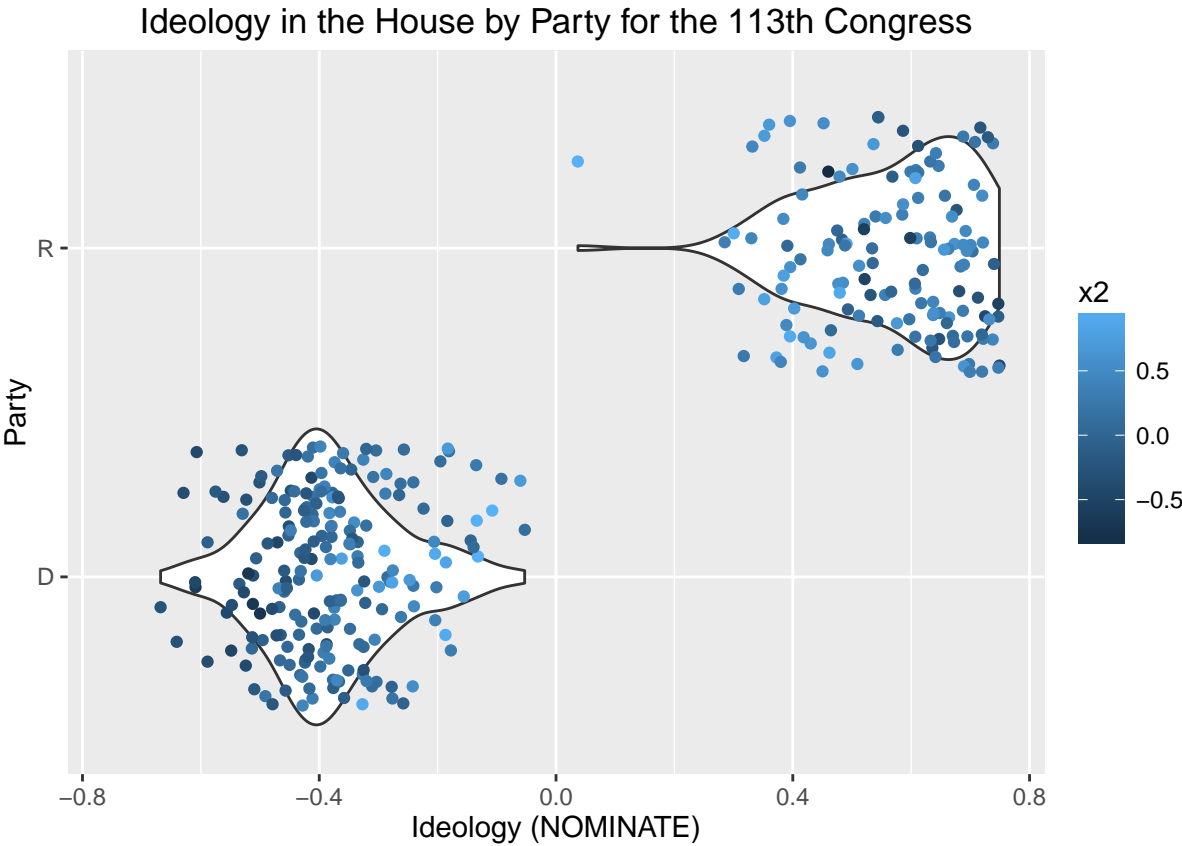 Ideology in the House by Party for the 113th Congress
R
D
Party
−0.8
−0.4
0.0
0.4
0.8
Ideology (NOMINATE)
x2
0.5
0.0
−0.5